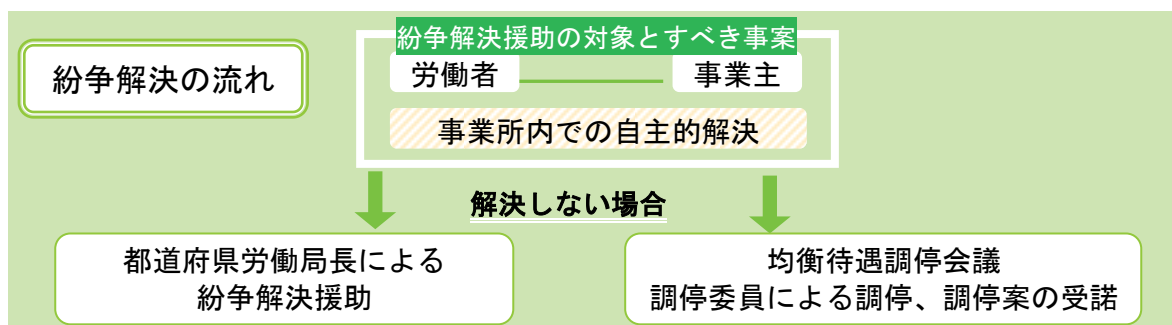 紛争解決の流れ
紛争解決援助の対象とすべき事案
労働者
事業主
事業所内での自主的解決
解決しない場合
都道府県労働局長による
紛争解決援助
均衡待遇調停会議
調停委員による調停、調停案の受諾